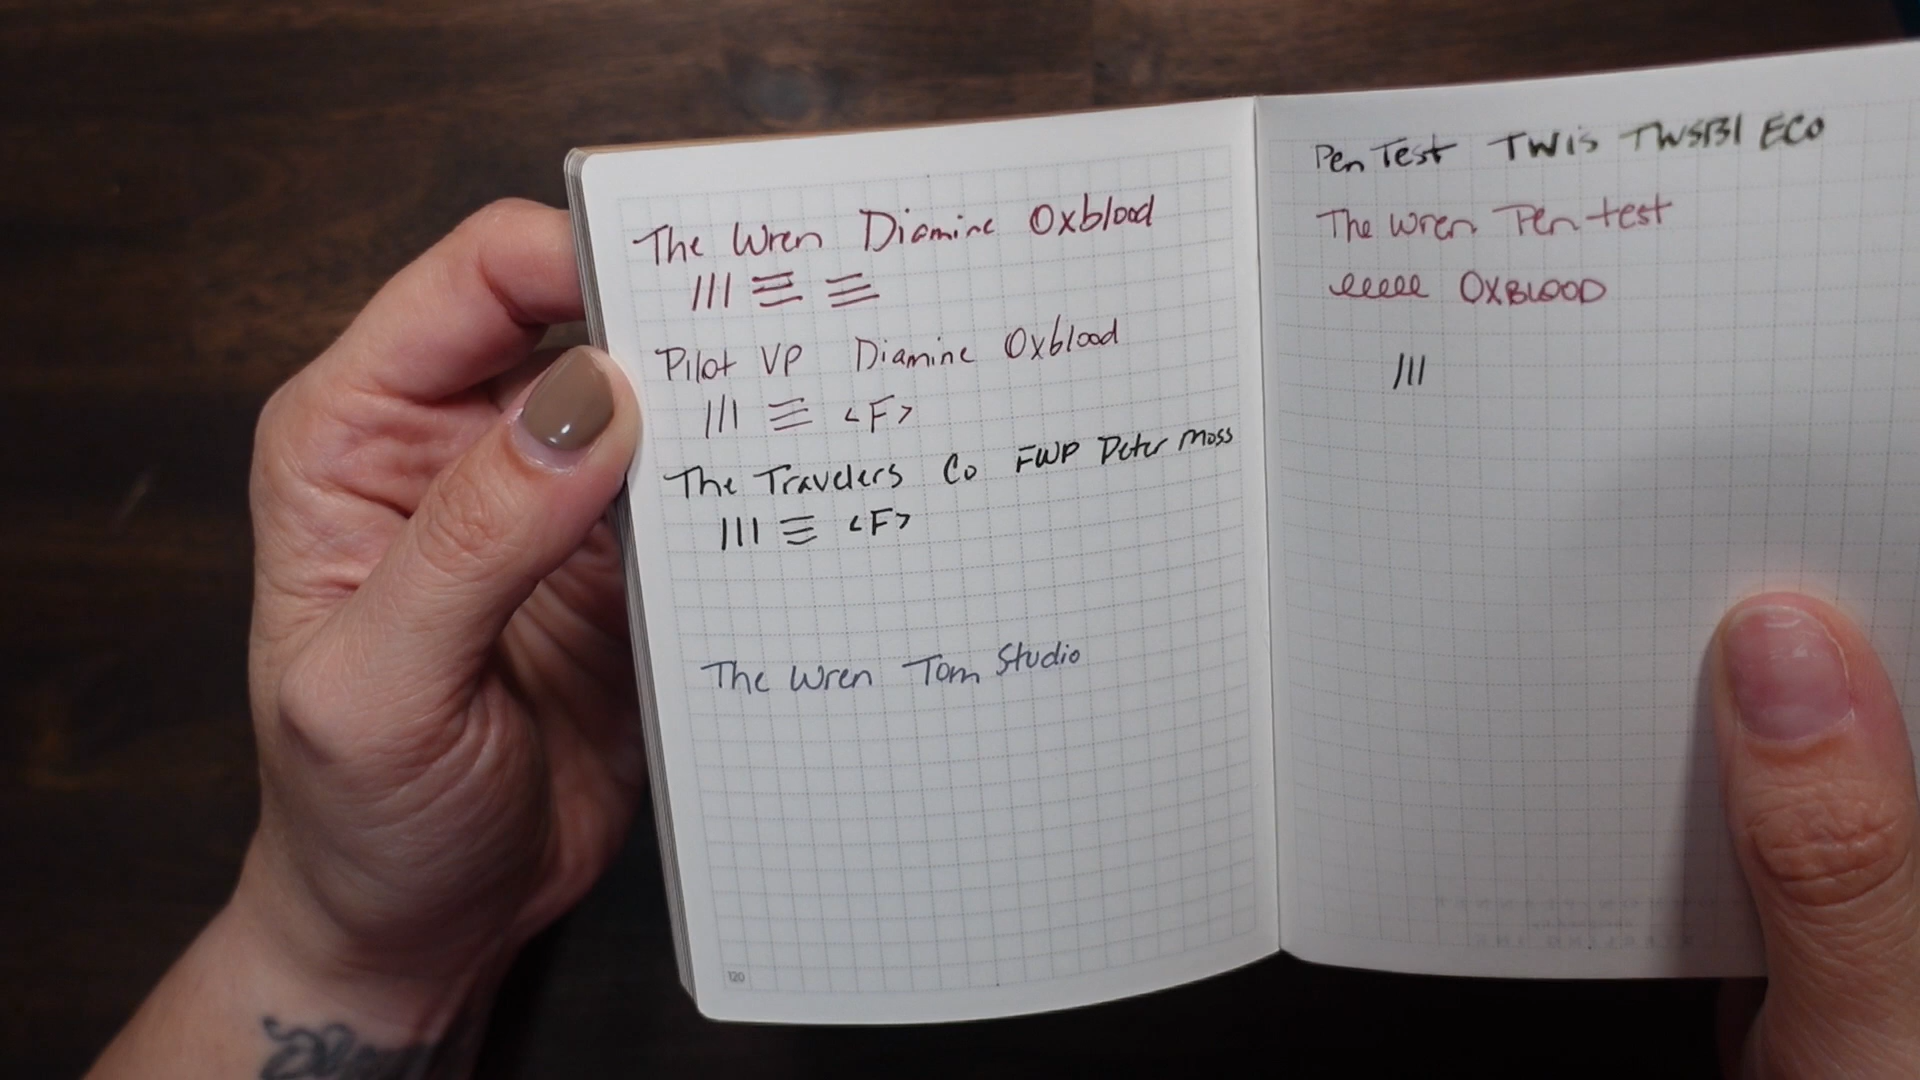 The Wren Diamine Oxblood
Pilot VP Diamine Oxblood
<F>
The Travelers Co FWP Peter Moss
<F>
The Wren Tom Studio
120
Pen Test TWis TWSBI ECO
The Wren Pen test
eeeee OXBLOOD